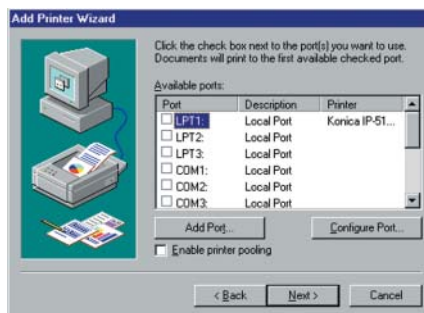 Add Printer Wizard
Click the check box next to the port(s) you want to use.
Documents will print to the first available checked port.
Available ports:
Port Description Printer
LPT1: Local Port Konica IP-51...
LPT2: Local Port
LPT3: Local Port
COM1: Local Port
COM2: Local Port
COM3: Local Port
Add Port... Configure Port...
Enable printer pooling
< Back Next > Cancel